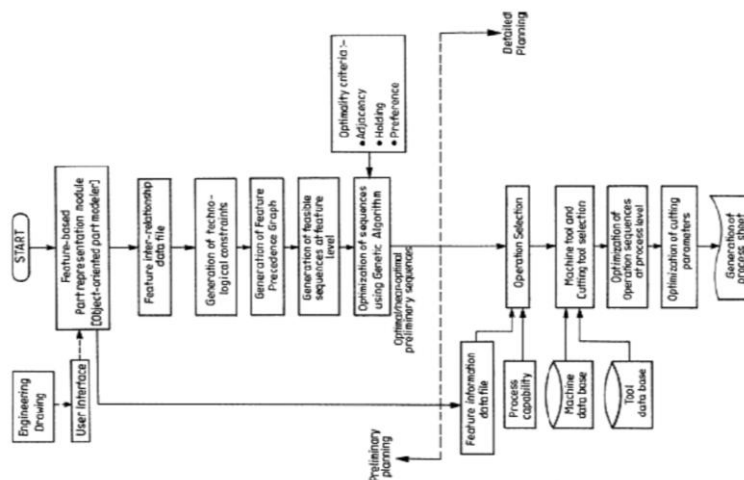 START
Engineering
Drawing
User Interface
Feature-based
Part representation module
[Object-oriented part modeler]
Feature inter-relationship
data file
Generation of techno-
logical constraints
Generation of Feature
Precedence Graph
Generation of feasible
sequences at feature
level
Optimality criteria :-
Adjacency
Holding
Preference
Optimization of sequences
using Genetic Algorithm
Optimal/near-optimal
preliminary sequences
Preliminary
planning
Detailed
Planning
Feature information
data file
Process
capability
Operation Selection
Machine
data base
Machine tool and
Cutting tool selection
Tool
data base
Optimization of
Operation sequences
at process level
Optimization of cutting
parameters
Generation of
process sheet